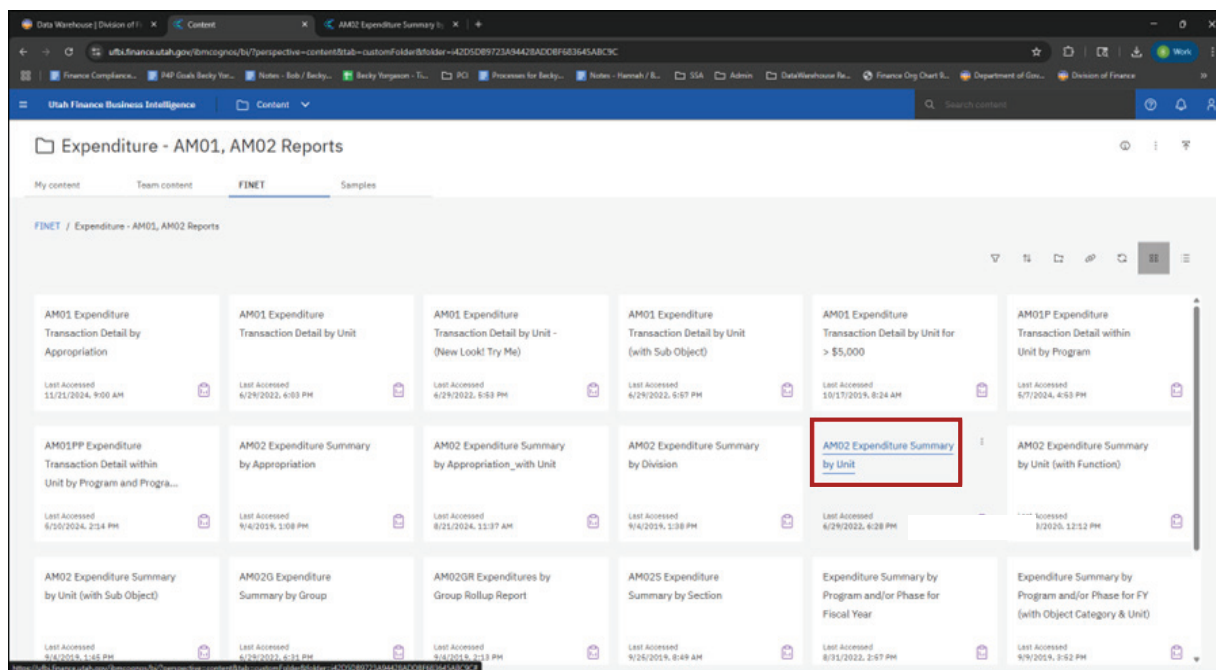 Data Warehouse | Division of Fi
Content
AM02 Expenditure Summary by
ufbi.finance.utah.gov/ibmcognos/bi/?perspective=content&tab=customFolder&folder=i42D5DB9723A94428ADDBF683645ABC9C
Work
Finance Compliance... P4P Goals Becky Yor... Notes - Bob / Becky... Becky Yorgason - Ti... PCI Processes for Becky... Notes - Hannah / B... SSA Admin DataWarehouse Re... Finance Org Chart S... Department of Gov... Division of Finance
Utah Finance Business Intelligence Content Search content
Expenditure - AM01, AM02 Reports
My content Team content FINET Samples
FINET / Expenditure - AM01, AM02 Reports
AM01 Expenditure
Transaction Detail by
Appropriation
Last Accessed
11/21/2024, 9:00 AM
AM01 Expenditure
Transaction Detail by Unit
Last Accessed
6/29/2022, 6:03 PM
AM01 Expenditure
Transaction Detail by Unit -
(New Look! Try Me)
Last Accessed
6/29/2022, 5:53 PM
AM01 Expenditure
Transaction Detail by Unit
(with Sub Object)
Last Accessed
6/29/2022, 5:57 PM
AM01 Expenditure
Transaction Detail by Unit for
> $5,000
Last Accessed
10/17/2019, 8:24 AM
AM01P Expenditure
Transaction Detail within
Unit by Program
Last Accessed
5/7/2024, 4:53 PM
AM01PP Expenditure
Transaction Detail within
Unit by Program and Progra...
Last Accessed
6/10/2024, 2:14 PM
AM02 Expenditure Summary
by Appropriation
Last Accessed
9/4/2019, 1:08 PM
AM02 Expenditure Summary
by Appropriation_with Unit
Last Accessed
8/21/2024, 11:37 AM
AM02 Expenditure Summary
by Division
Last Accessed
9/4/2019, 1:38 PM
AM02 Expenditure Summary
by Unit
Last Accessed
6/29/2022, 6:28 PM
AM02 Expenditure Summary
by Unit (with Function)
Accessed
3/2020, 12:12 PM
AM02 Expenditure Summary
by Unit (with Sub Object)
Last Accessed
9/4/2019, 1:45 PM
AM02G Expenditure
Summary by Group
Last Accessed
6/29/2022, 6:31 PM
AM02GR Expenditures by
Group Rollup Report
Last Accessed
9/4/2019, 2:13 PM
AM02S Expenditure
Summary by Section
Last Accessed
9/26/2019, 8:49 AM
Expenditure Summary by
Program and/or Phase for
Fiscal Year
Last Accessed
8/31/2022, 2:57 PM
Expenditure Summary by
Program and/or Phase for FY
(with Object Category & Unit)
Last Accessed
9/9/2019, 3:52 PM